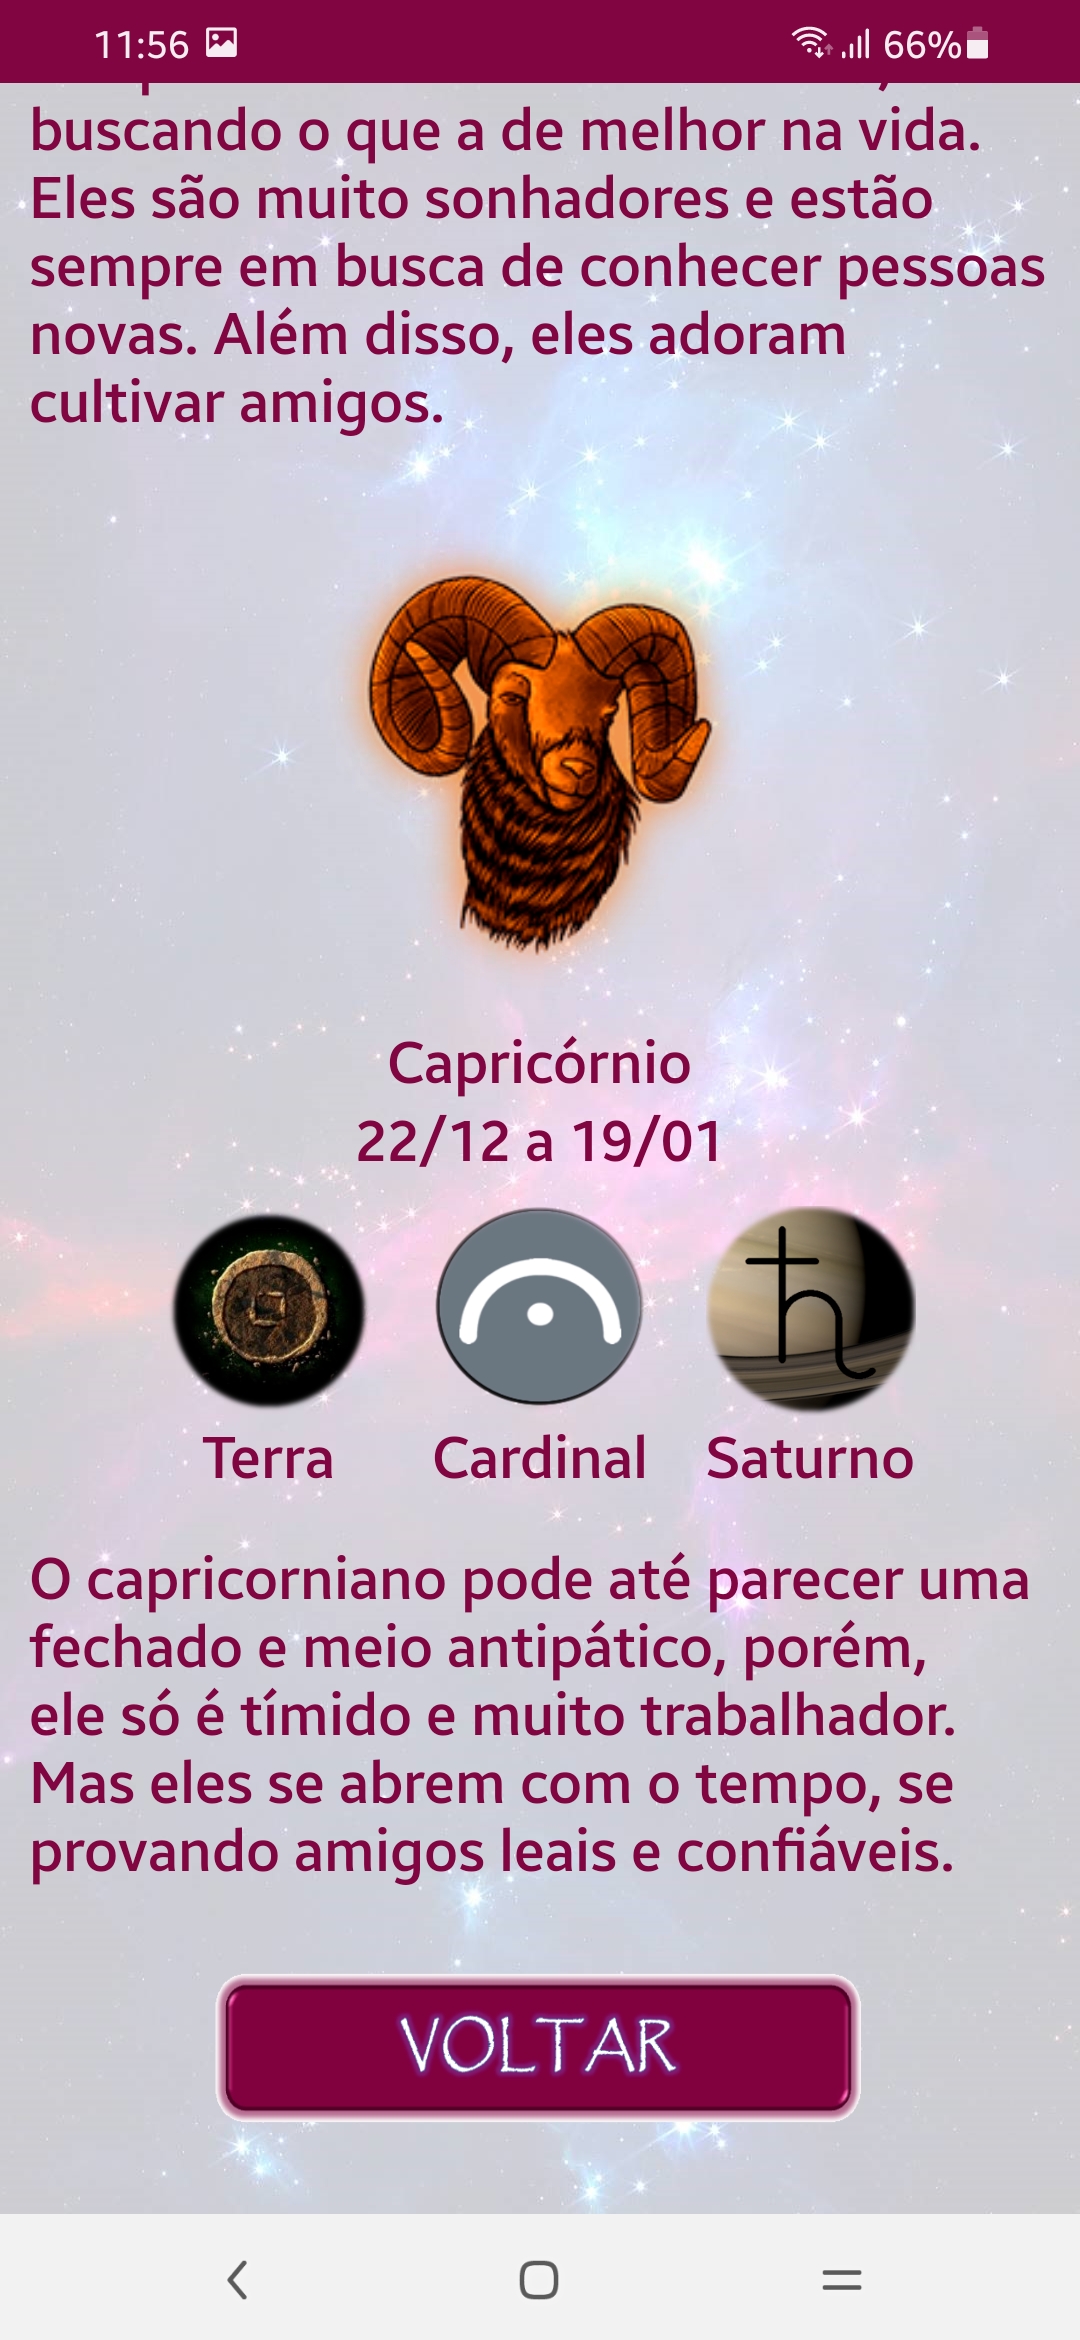 11:56
66%
buscando o que a de melhor na vida.
Eles são muito sonhadores e estão
sempre em busca de conhecer pessoas
novas. Além disso, eles adoram
cultivar amigos.
Capricórnio
22/12 a 19/01
Terra
Cardinal
Saturno
O capricorniano pode até parecer uma
fechado e meio antipático, porém,
ele só é tímido e muito trabalhador.
Mas eles se abrem com o tempo, se
provando amigos leais e confiáveis.
VOLTAR